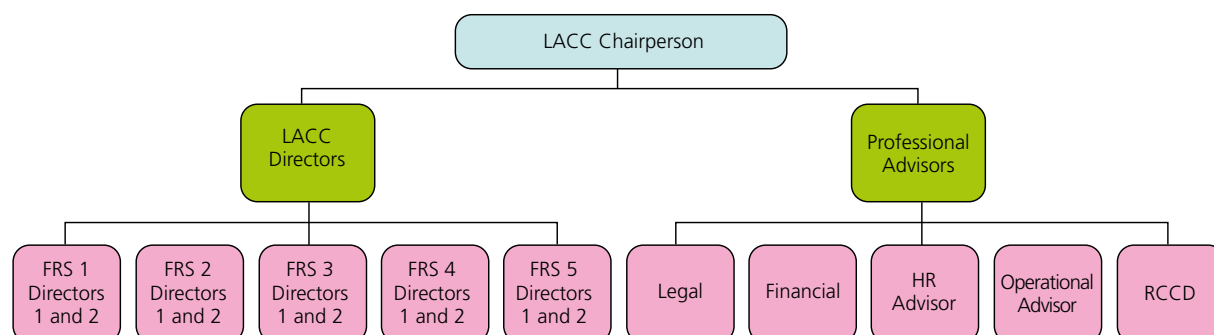 LACC Chairperson
LACC
Directors
Professional
Advisors
FRS 1
Directors
1 and 2
FRS 2
Directors
1 and 2
FRS 3
Directors
1 and 2
FRS 4
Directors
1 and 2
FRS 5
Directors
1 and 2
Legal
Financial
HR
Advisor
Operational
Advisor
RCCD